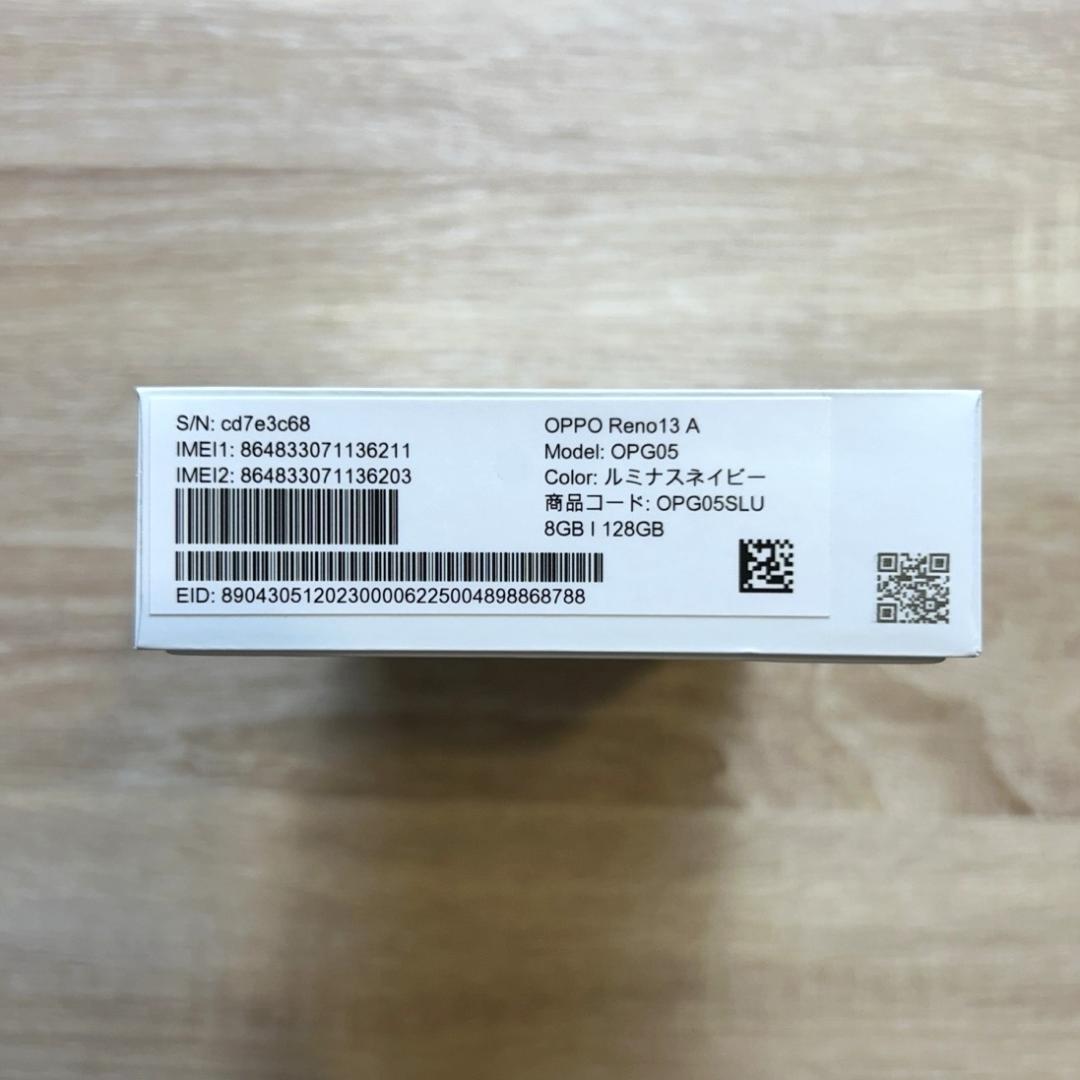 S/N: cd7e3c68
IMEI1: 864833071136211
IMEI2: 864833071136203
EID: 89043051202300006225004898868788
OPPO Reno13 A
Model: OPG05
Color: ルミナスネイビー
商品コード: OPG05SLU
8GB | 128GB